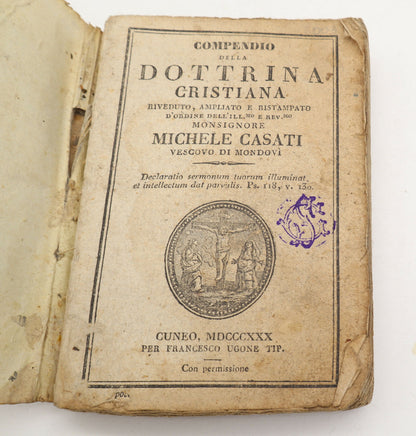 COMPENDIO
DELLA
DOTTRINA
CRISTIANA
RIVEDUTO, AMPLIATO E RISTAMPATO
D'ORDINE DELL'ILL.MO E REV.MO
MONSIGNORE
MICHELE CASATI
VESCOVO DI MONDOVÌ
Declaratio sermonum tuorum illuminat,
et intellectum dat parvulis. Ps. 118, v. 130.
CUNEO, MDCCCXXX
PER FRANCESCO UGONE TIP.
Con permissione